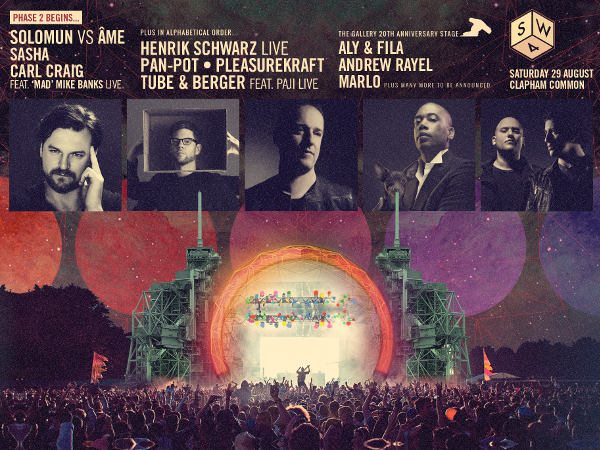 PHASE 2 BEGINS...
SOLOMUN VS ÂME
SASHA
CARL CRAIG
FEAT. 'MAD' MIKE BANKS LIVE.
PLUS IN ALPHABETICAL ORDER...
HENRIK SCHWARZ LIVE
PAN-POT • PLEASUREKRAFT
TUBE & BERGER FEAT. PAJI LIVE
THE GALLERY 20TH ANNIVERSARY STAGE
ALY & FILA
ANDREW RAYEL
MARLO PLUS MANY MORE TO BE ANNOUNCED
SW4
SATURDAY 29 AUGUST
CLAPHAM COMMON